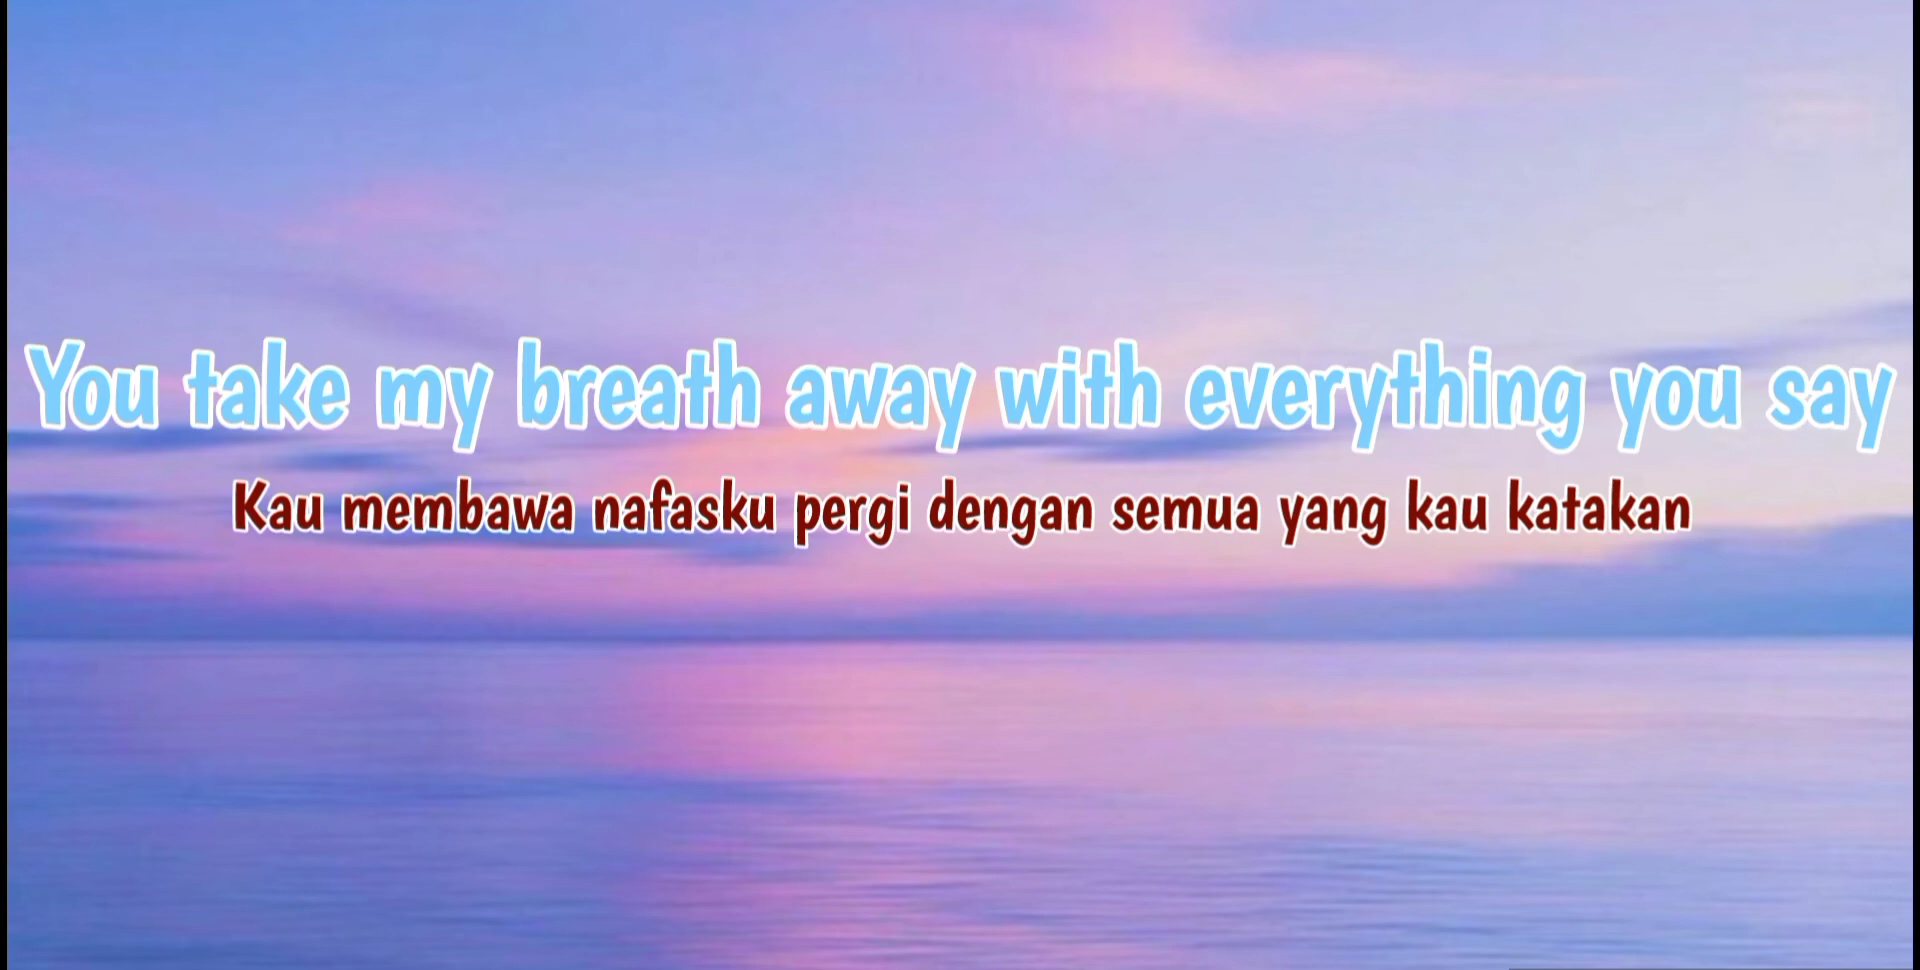 You take my breath away with everything you say
Kau membawa nafasku pergi dengan semua yang kau katakan